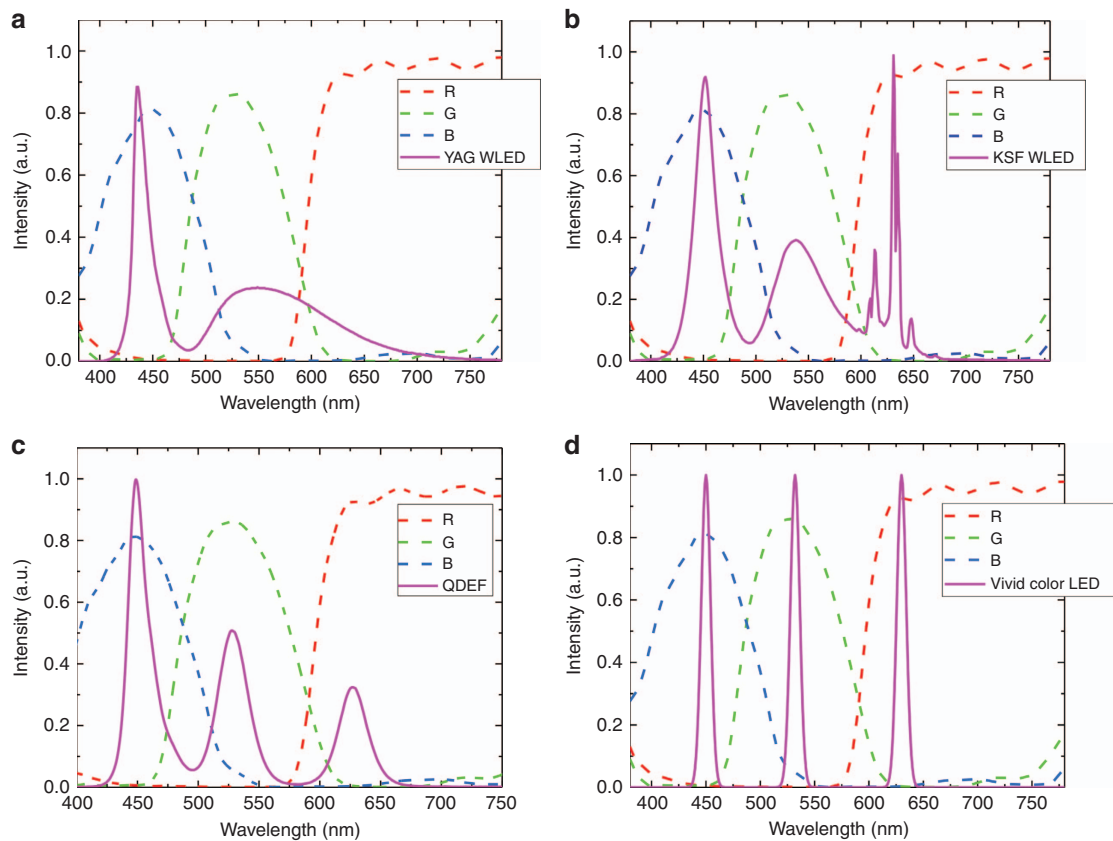 a
1.0
0.8
0.6
0.4
0.2
0.0
Intensity (a.u.)
R
G
B
YAG WLED
400 450 500 550 600 650 700 750
Wavelength (nm)
b
1.0
0.8
0.6
0.4
0.2
0.0
Intensity (a.u.)
R
G
B
KSF WLED
400 450 500 550 600 650 700 750
Wavelength (nm)
c
1.0
0.8
0.6
0.4
0.2
0.0
Intensity (a.u.)
R
G
B
QDEF
400 450 500 550 600 650 700 750
Wavelength (nm)
d
1.0
0.8
0.6
0.4
0.2
0.0
Intensity (a.u.)
R
G
B
Vivid color LED
400 450 500 550 600 650 700 750
Wavelength (nm)